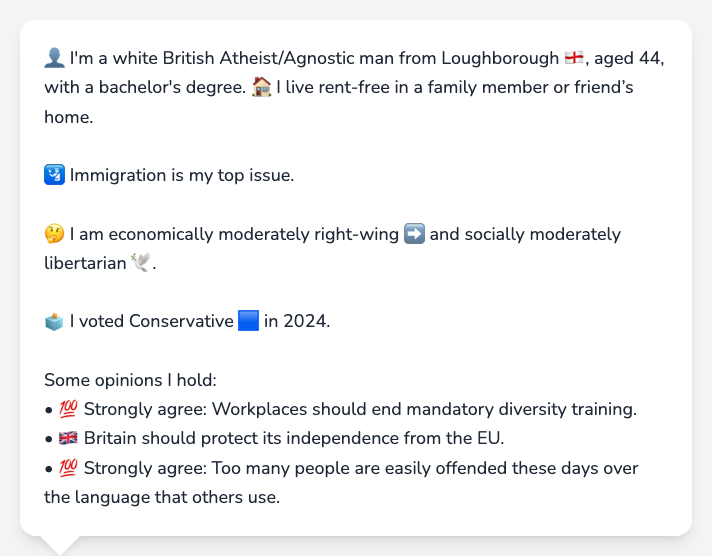 👤 I'm a white British Atheist/Agnostic man from Loughborough 🏴󠁧󠁢󠁥󠁮󠁧󠁿, aged 44,
with a bachelor's degree. 🏠 I live rent-free in a family member or friend’s
home.
🛂 Immigration is my top issue.
🤔 I am economically moderately right-wing ➡️ and socially moderately
libertarian 🕊️.
🗳️ I voted Conservative 🟦 in 2024.
Some opinions I hold:
• 💯 Strongly agree: Workplaces should end mandatory diversity training.
• 🇬🇧 Britain should protect its independence from the EU.
• 💯 Strongly agree: Too many people are easily offended these days over
the language that others use.